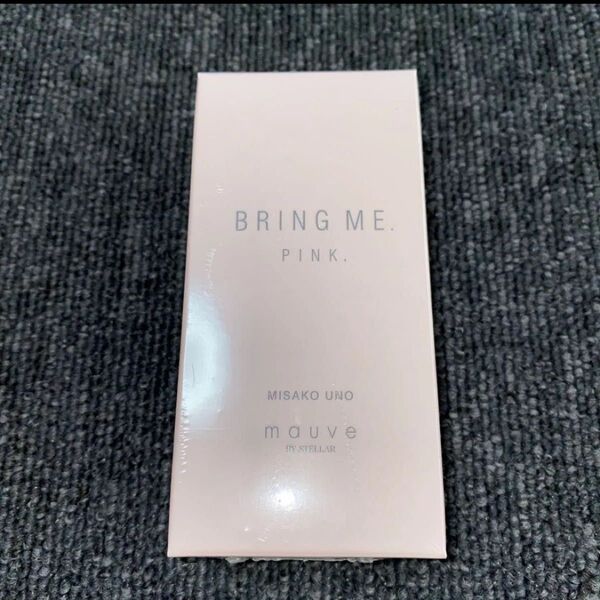 BRING ME.
PINK.
MISAKO UNO
mauve
BY STELLAR